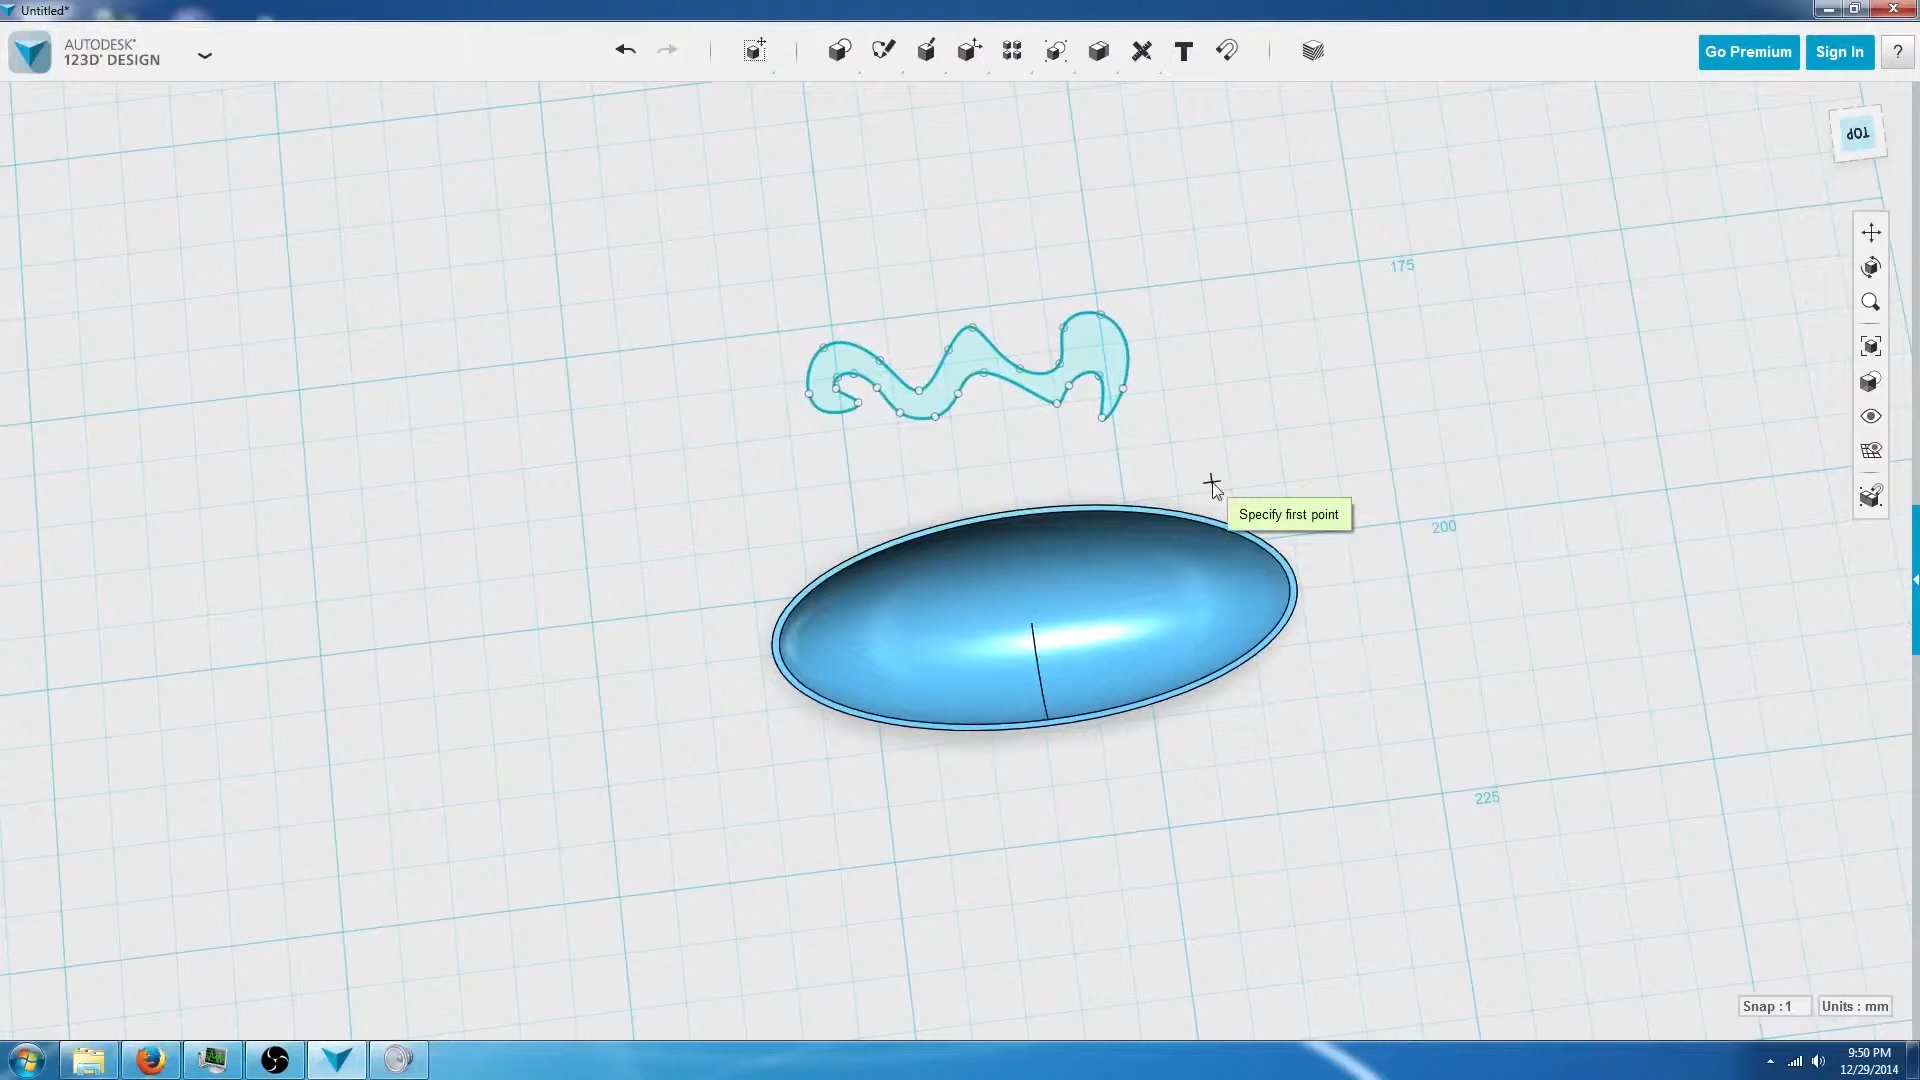 Untitled*
AUTODESK®
123D® DESIGN
Go Premium
Sign In
?
TOP
175
Specify first point
200
225
Snap : 1
Units : mm
9:50 PM
12/29/2014